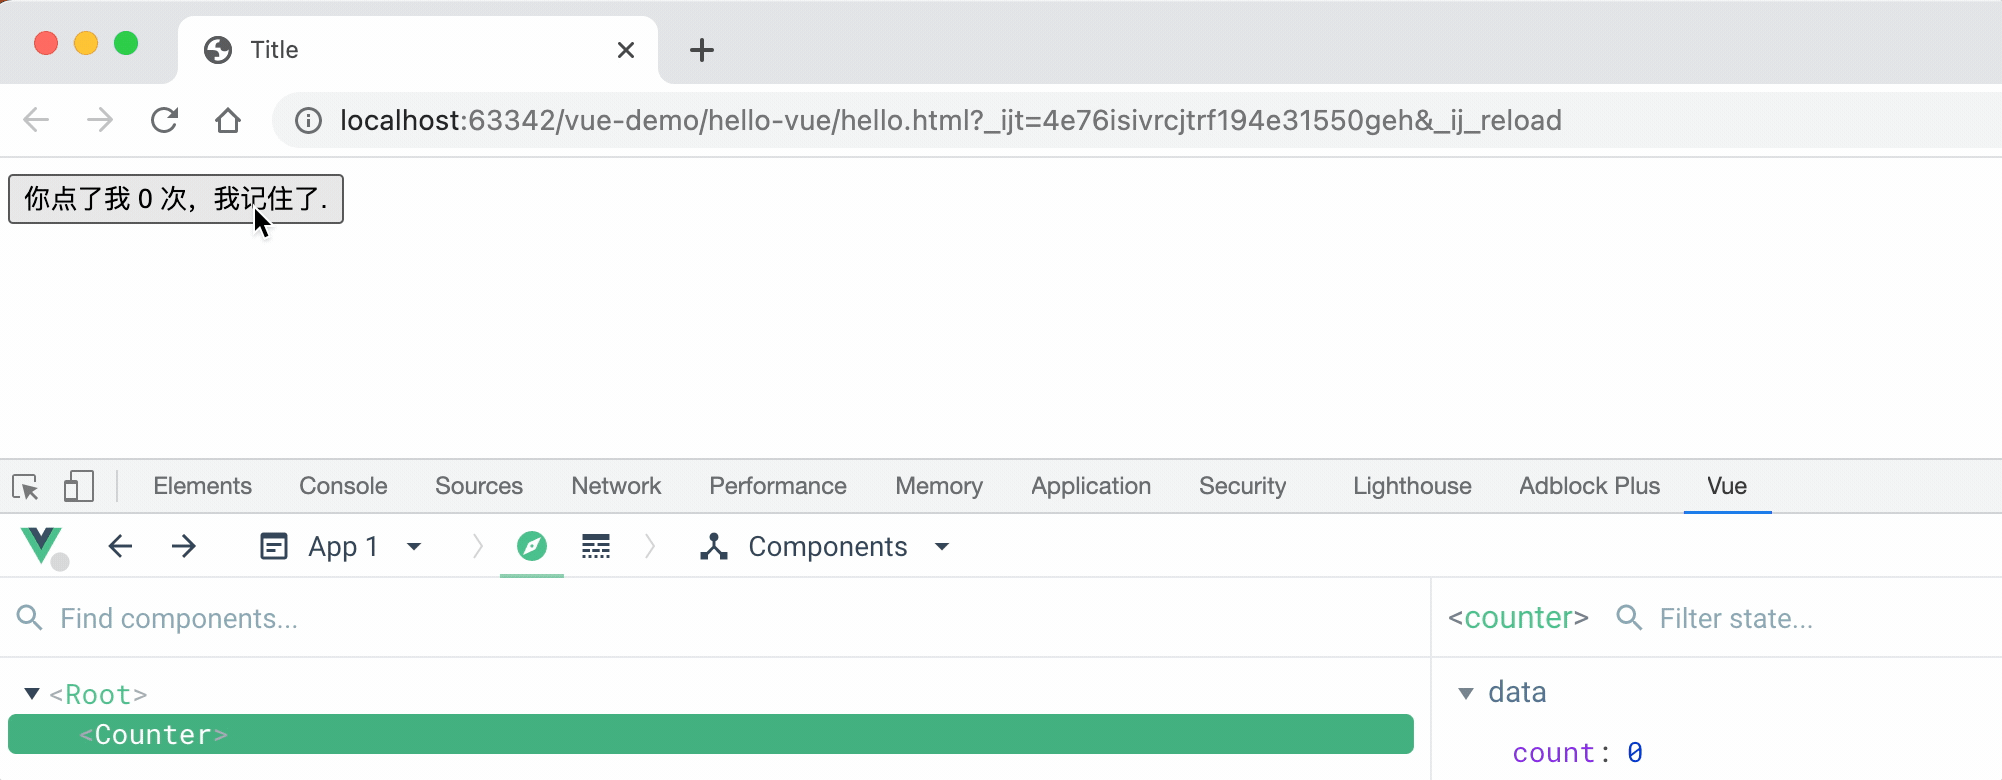 Title
localhost:63342/vue-demo/hello-vue/hello.html?_ijt=4e76isivrcjtrf194e31550geh&_ij_reload
你点了我 0 次，我记住了.
Elements Console Sources Network Performance Memory Application Security Lighthouse Adblock Plus Vue
App 1 Components
Find components...
<counter> Filter state...
<Root>
data
<Counter>
count: 0